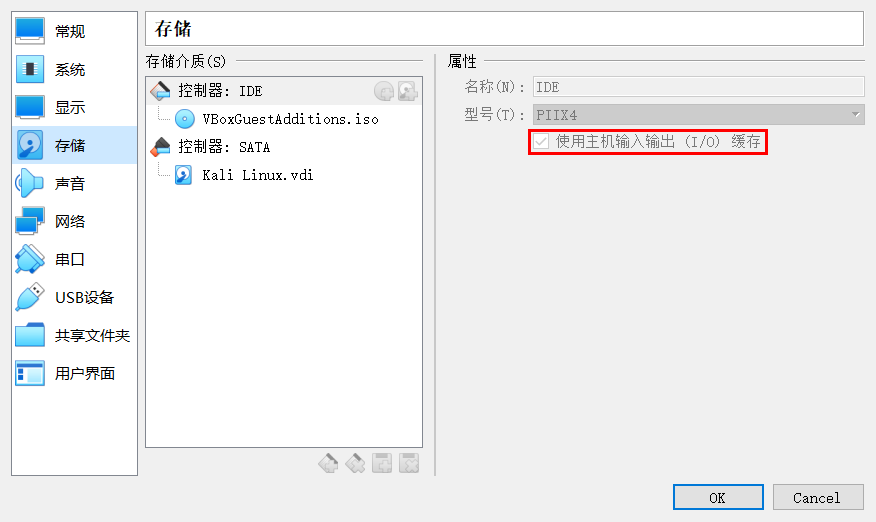 常规
系统
显示
存储
声音
网络
串口
USB设备
共享文件夹
用户界面
存储
存储介质(S)
控制器: IDE
VBoxGuestAdditions.iso
控制器: SATA
Kali Linux.vdi
属性
名称(N): IDE
型号(T): PIIX4
使用主机输入输出 (I/O) 缓存
OK
Cancel